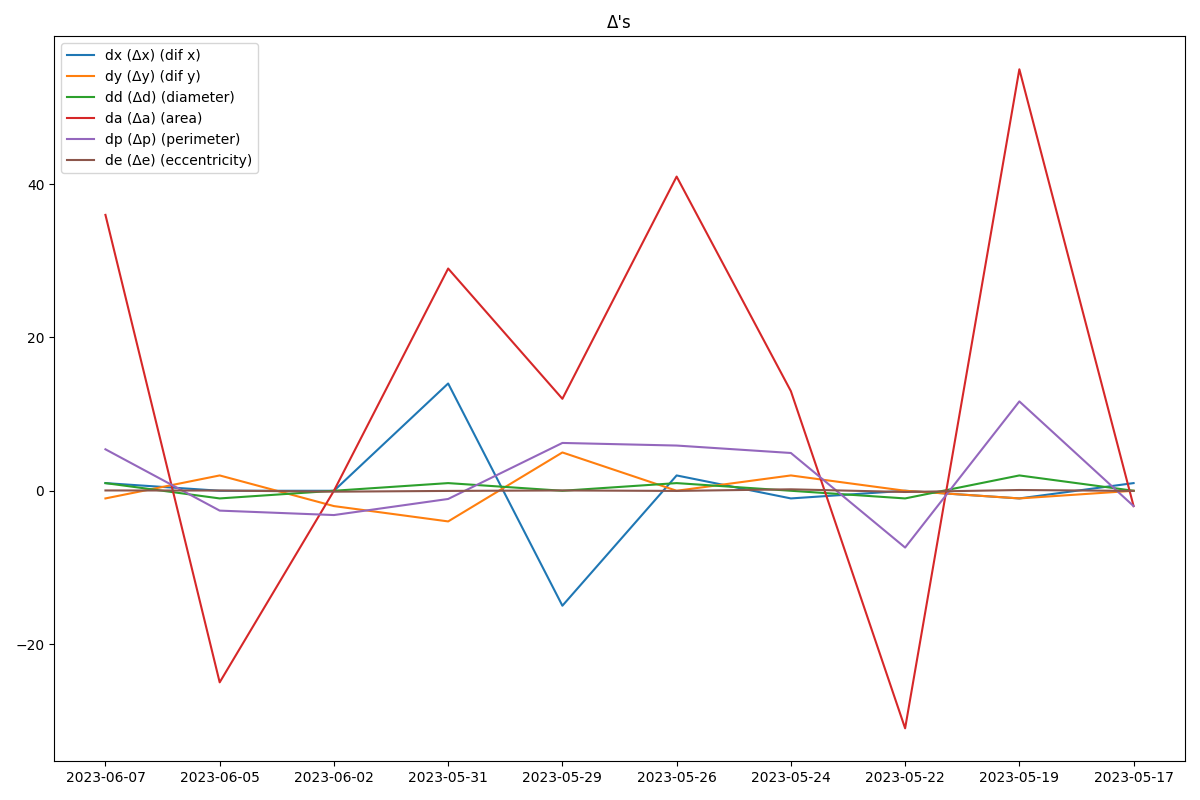 Δ's
dx (Δx) (dif x)
dy (Δy) (dif y)
dd (Δd) (diameter)
da (Δa) (area)
dp (Δp) (perimeter)
de (Δe) (eccentricity)
40
20
0
−20
2023-06-07 2023-06-05 2023-06-02 2023-05-31 2023-05-29 2023-05-26 2023-05-24 2023-05-22 2023-05-19 2023-05-17